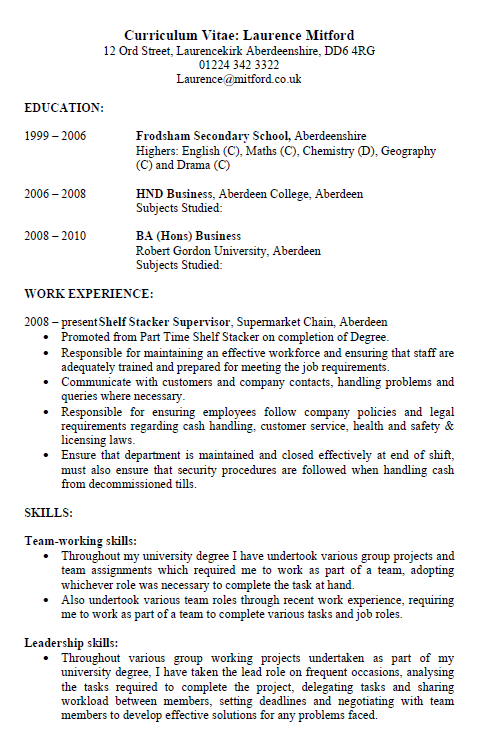 Curriculum Vitae: Laurence Mitford
12 Ord Street, Laurencekirk Aberdeenshire, DD6 4RG
01224 342 3322
Laurence@mitford.co.uk
EDUCATION:
1999 – 2006 Frodsham Secondary School, Aberdeenshire
Highers: English (C), Maths (C), Chemistry (D), Geography
(C) and Drama (C)
2006 – 2008 HND Business, Aberdeen College, Aberdeen
Subjects Studied:
2008 – 2010 BA (Hons) Business
Robert Gordon University, Aberdeen
Subjects Studied:
WORK EXPERIENCE:
2008 – present Shelf Stacker Supervisor, Supermarket Chain, Aberdeen
• Promoted from Part Time Shelf Stacker on completion of Degree.
• Responsible for maintaining an effective workforce and ensuring that staff are
adequately trained and prepared for meeting the job requirements.
• Communicate with customers and company contacts, handling problems and
queries where necessary.
• Responsible for ensuring employees follow company policies and legal
requirements regarding cash handling, customer service, health and safety &
licensing laws.
• Ensure that department is maintained and closed effectively at end of shift,
must also ensure that security procedures are followed when handling cash
from decommissioned tills.
SKILLS:
Team-working skills:
• Throughout my university degree I have undertook various group projects and
team assignments which required me to work as part of a team, adopting
whichever role was necessary to complete the task at hand.
• Also undertook various team roles through recent work experience, requiring
me to work as part of a team to complete various tasks and job roles.
Leadership skills:
• Throughout various group working projects undertaken as part of my
university degree, I have taken the lead role on frequent occasions, analysing
the tasks required to complete the project, delegating tasks and sharing
workload between members, setting deadlines and negotiating with team
members to develop effective solutions for any problems faced.